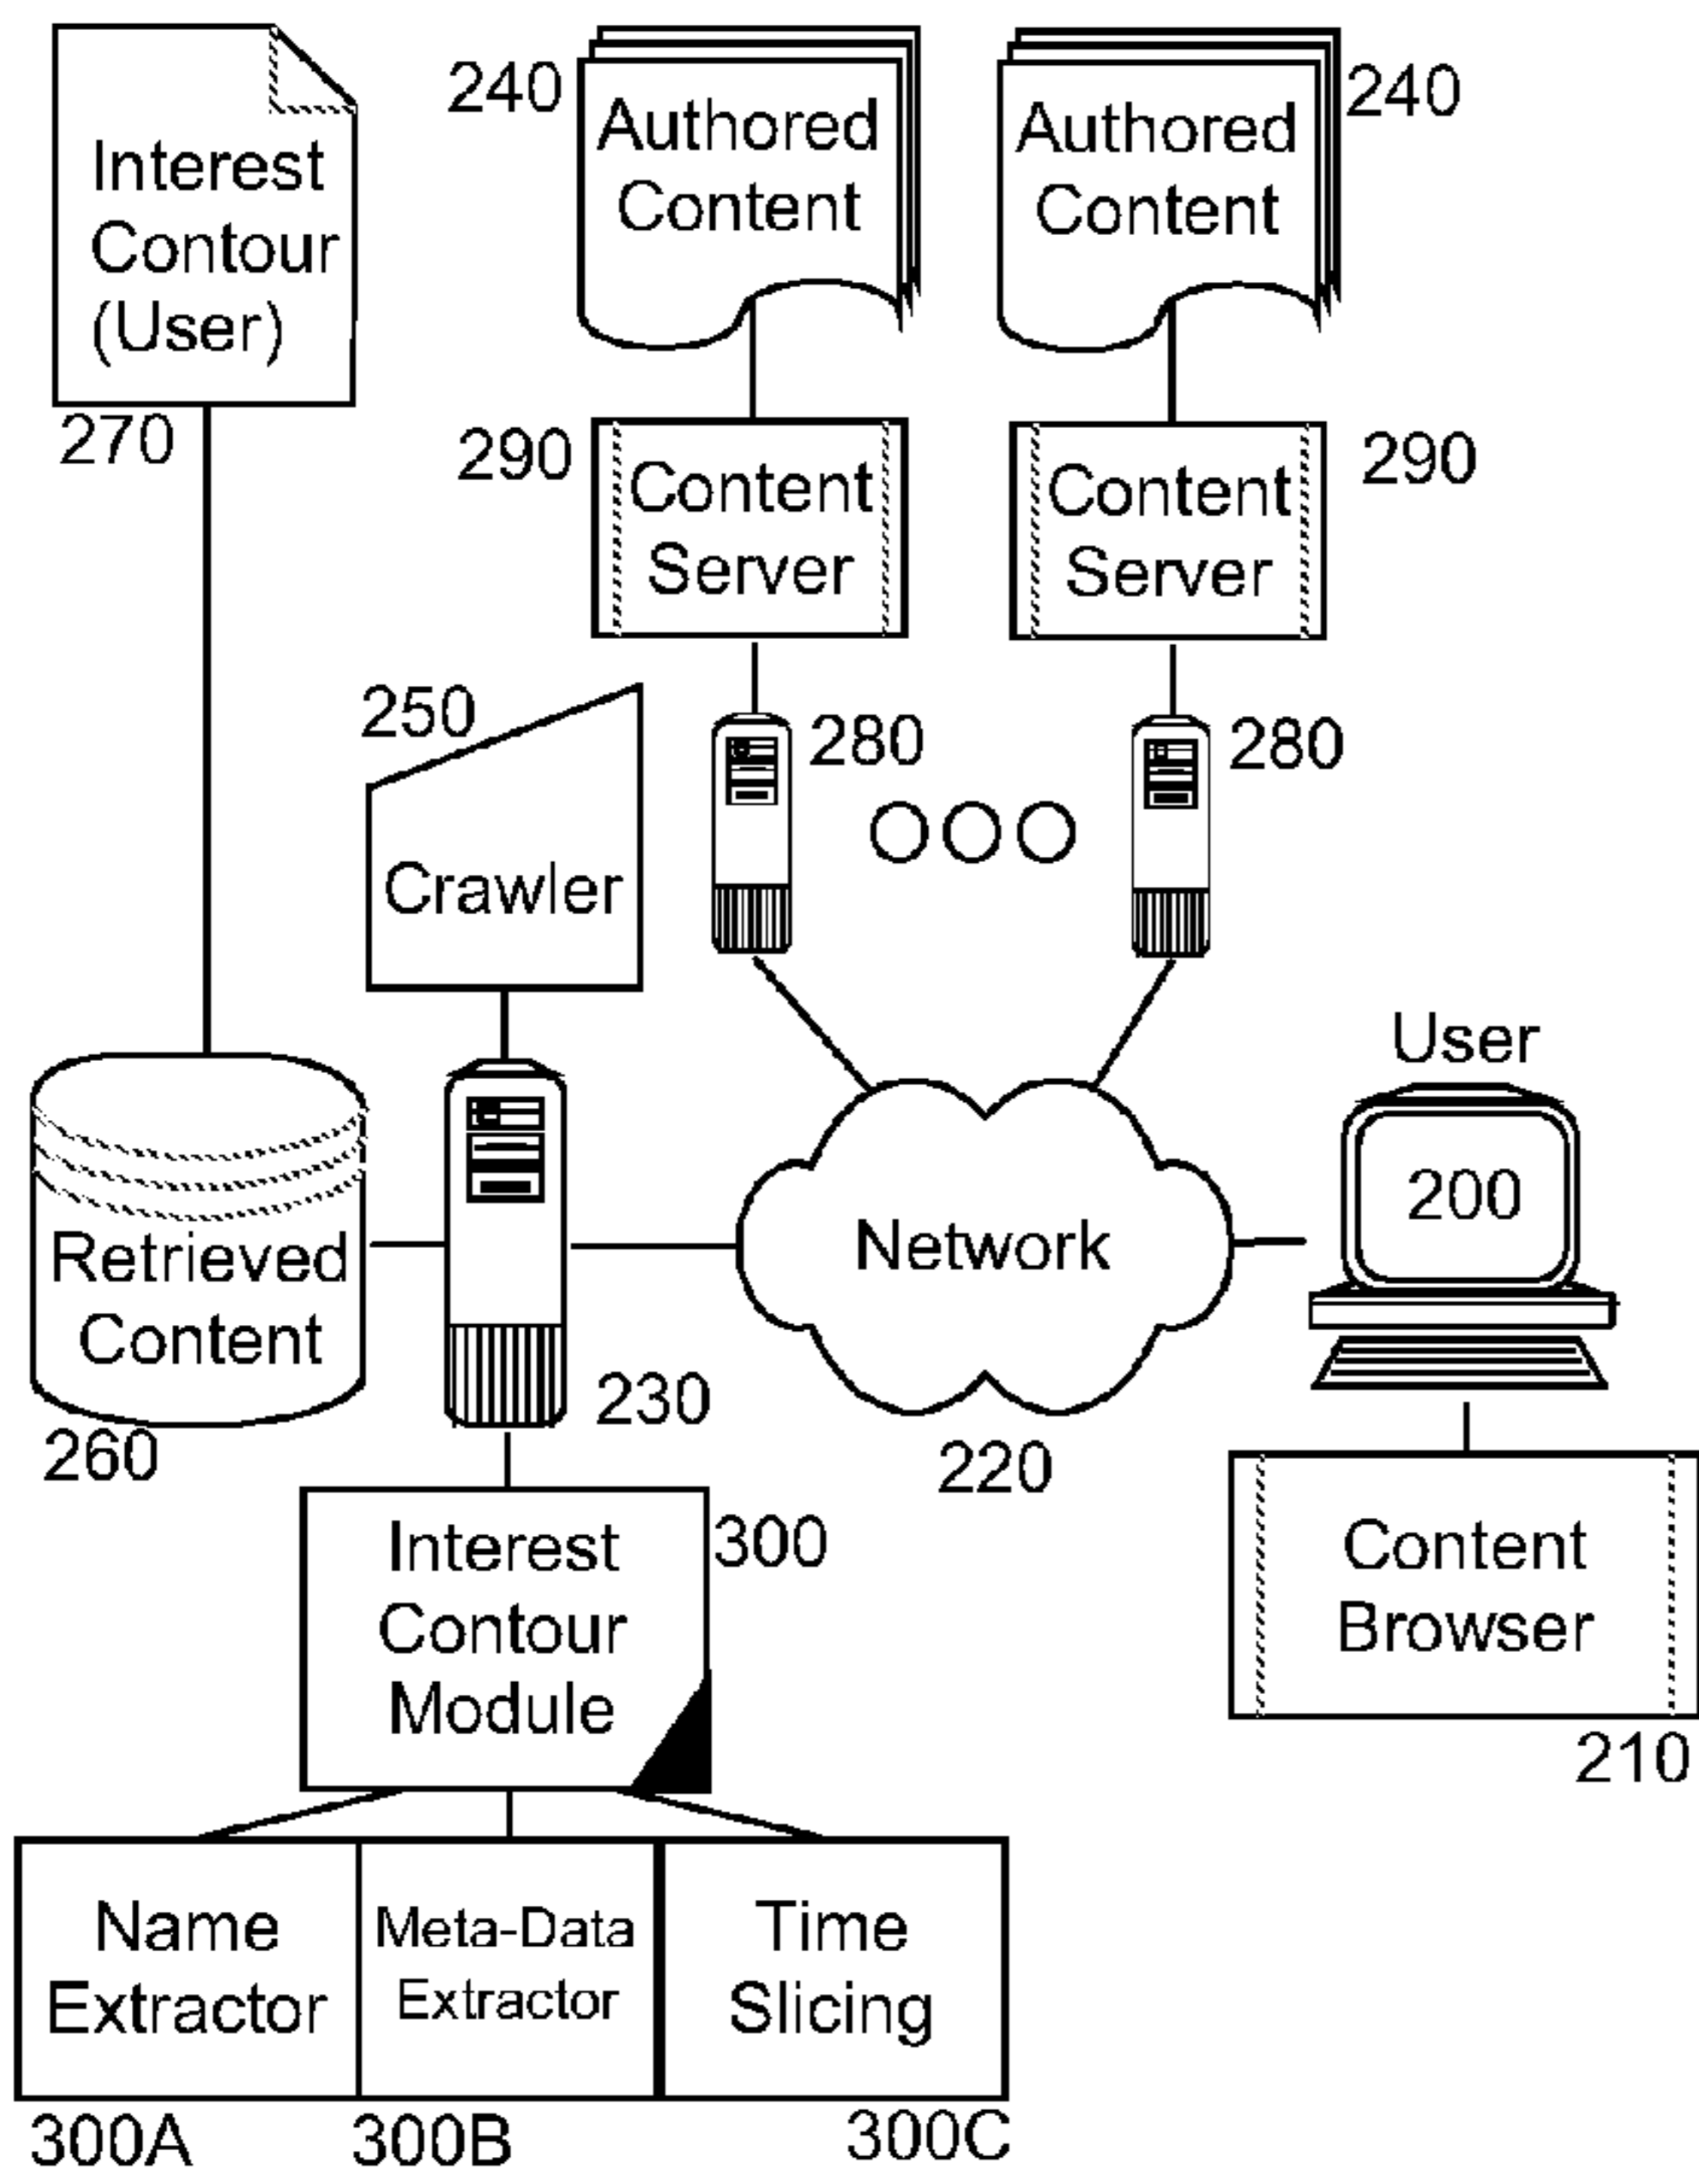 Interest
Contour
(User)
270
240
Authored
Content
240
Authored
Content
290
Content
Server
290
Content
Server
250
Crawler
280
280
User
200
Retrieved
Content
260
230
Network
220
Interest
Contour
Module
300
Content
Browser
210
Name
Extractor
300A
Meta-Data
Extractor
300B
Time
Slicing
300C